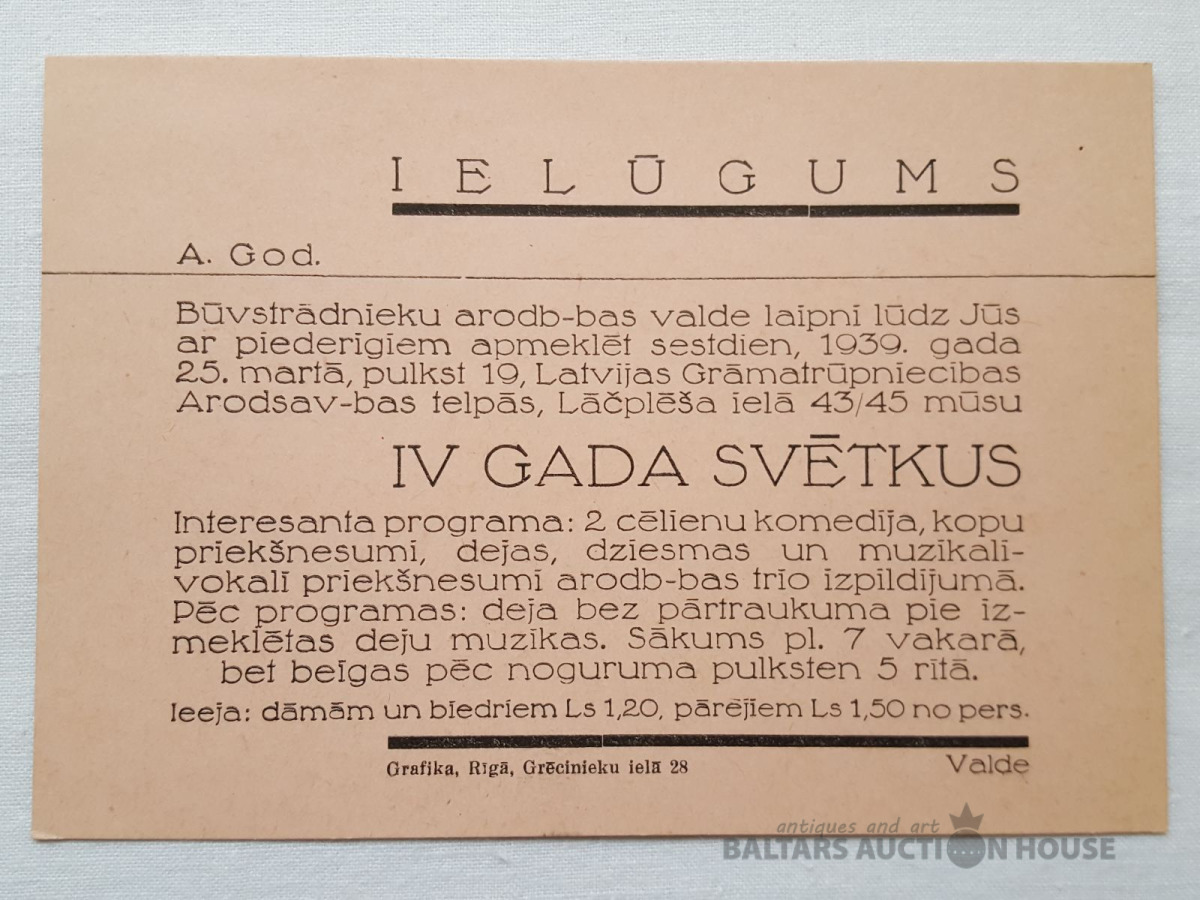 IELŪGUMS
A. God.
Būvstrādnieku arodb-bas valde laipni lūdz Jūs
ar piederīgiem apmeklēt sestdien, 1939. gada
25. martā, pulkst 19, Latvijas Grāmatrūpniecības
Arodsav-bas telpās, Lāčplēša ielā 43/45 mūsu
IV GADA SVĒTKUS
Interesanta programa: 2 cēlienu komedija, kopu
priekšnesumi, dejas, dziesmas un muzikali-
vokali priekšnesumi arodb-bas trio izpildijumā.
Pēc programas: deja bez pārtraukuma pie iz-
meklētas deju muzikas. Sākums pl. 7 vakarā,
bet beigas pēc noguruma pulksten 5 ritā.
Ieeja: dāmām un biedriem Ls 1,20, pārējiem Ls 1,50 no pers.
Grafika, Rīgā, Grēcinieku ielā 28
Valde
antiques and art
BALTARS AUCTION HOUSE